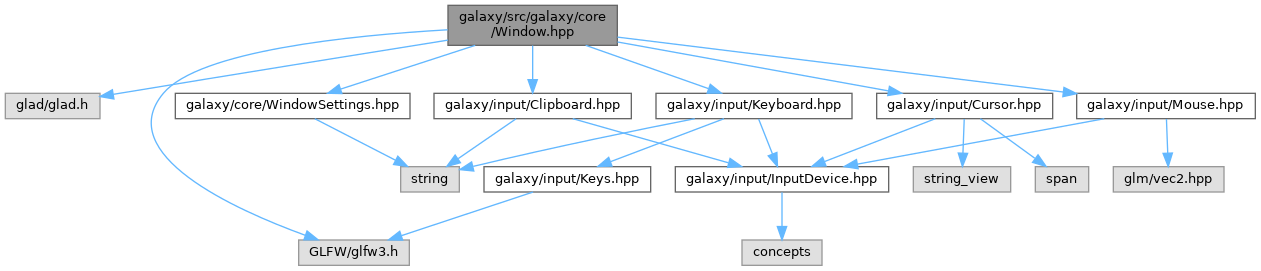 galaxy/src/galaxy/core
/Window.hpp
glad/glad.h
galaxy/core/WindowSettings.hpp
galaxy/input/Clipboard.hpp
galaxy/input/Keyboard.hpp
galaxy/input/Cursor.hpp
galaxy/input/Mouse.hpp
string
galaxy/input/Keys.hpp
galaxy/input/InputDevice.hpp
string_view
span
glm/vec2.hpp
GLFW/glfw3.h
concepts